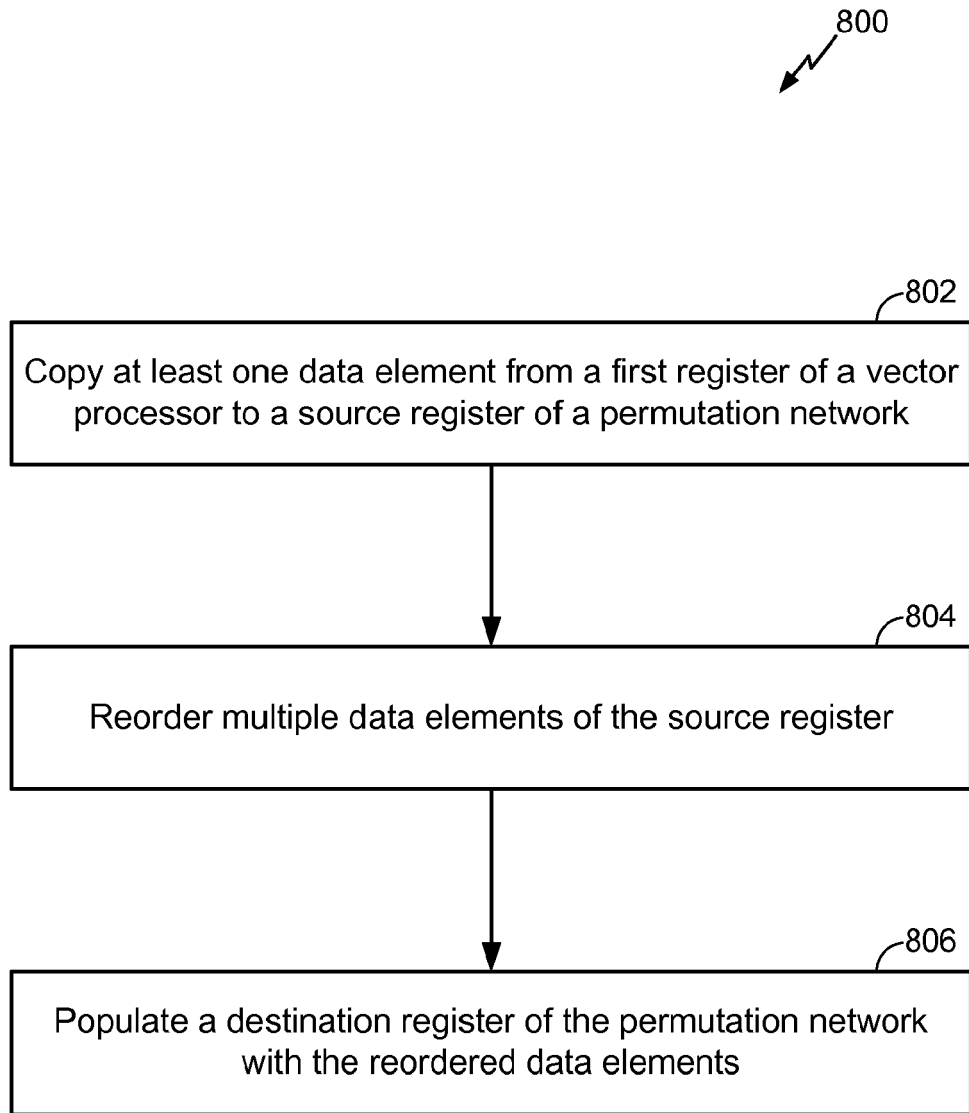 800
802
Copy at least one data element from a first register of a vector
processor to a source register of a permutation network
804
Reorder multiple data elements of the source register
806
Populate a destination register of the permutation network
with the reordered data elements